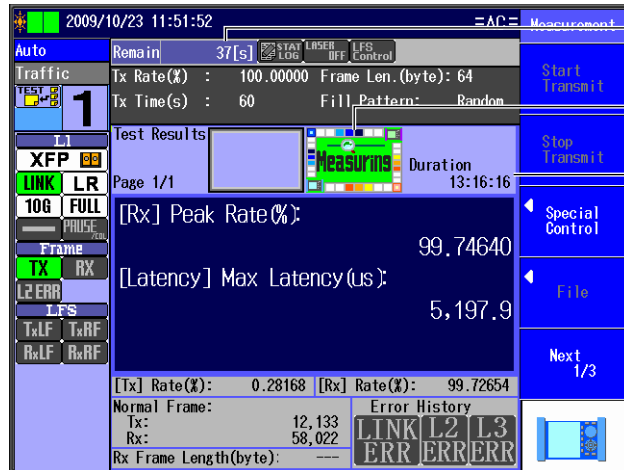 2009/10/23 11:51:52 =AC= Measurement
Auto
Remain 37[s] STAT LOG LASER OFF LFS Control
Traffic
Tx Rate(%) : 100.00000 Frame Len.(byte): 64
Tx Time(s) : 60 Fill Pattern: Random
TEST
1
Start
Transmit
Stop
Transmit
Test Results
Measuring
Duration
Page 1/1 13:16:16
L1
XFP
LINK LR
10G FULL
PAUSE/COL
Frame
TX RX
L2 ERR
LFS
TxLF TxRF
RxLF RxRF
[Rx] Peak Rate(%):
99.74640
[Latency] Max Latency(us):
5,197.9
Special
Control
File
Next
1/3
[Tx] Rate(%): 0.28168 [Rx] Rate(%): 99.72654
Normal Frame:
Tx: 12,133
Rx: 58,022
Rx Frame Length(byte): ---
Error History
LINK ERR L2 ERR L3 ERR